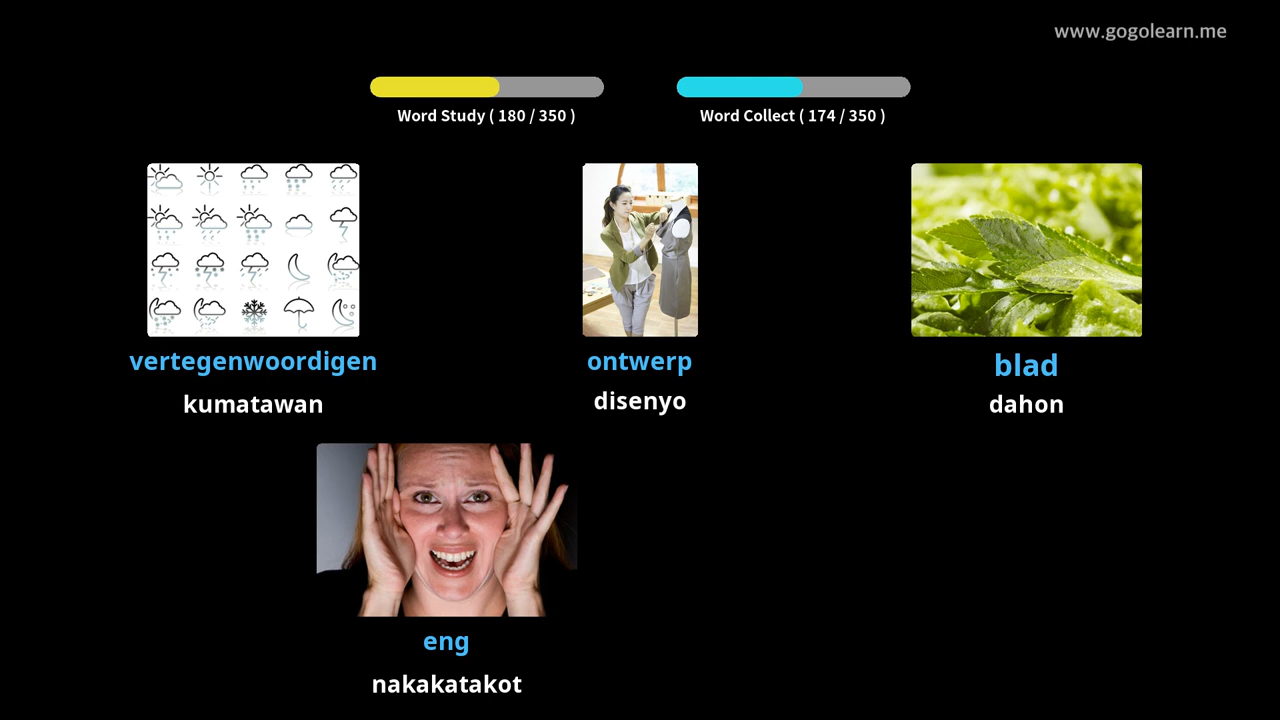 www.gogolearn.me
Word Study ( 180 / 350 )
Word Collect ( 174 / 350 )
vertegenwoordigen
kumatawan
ontwerp
disenyo
blad
dahon
eng
nakakatakot